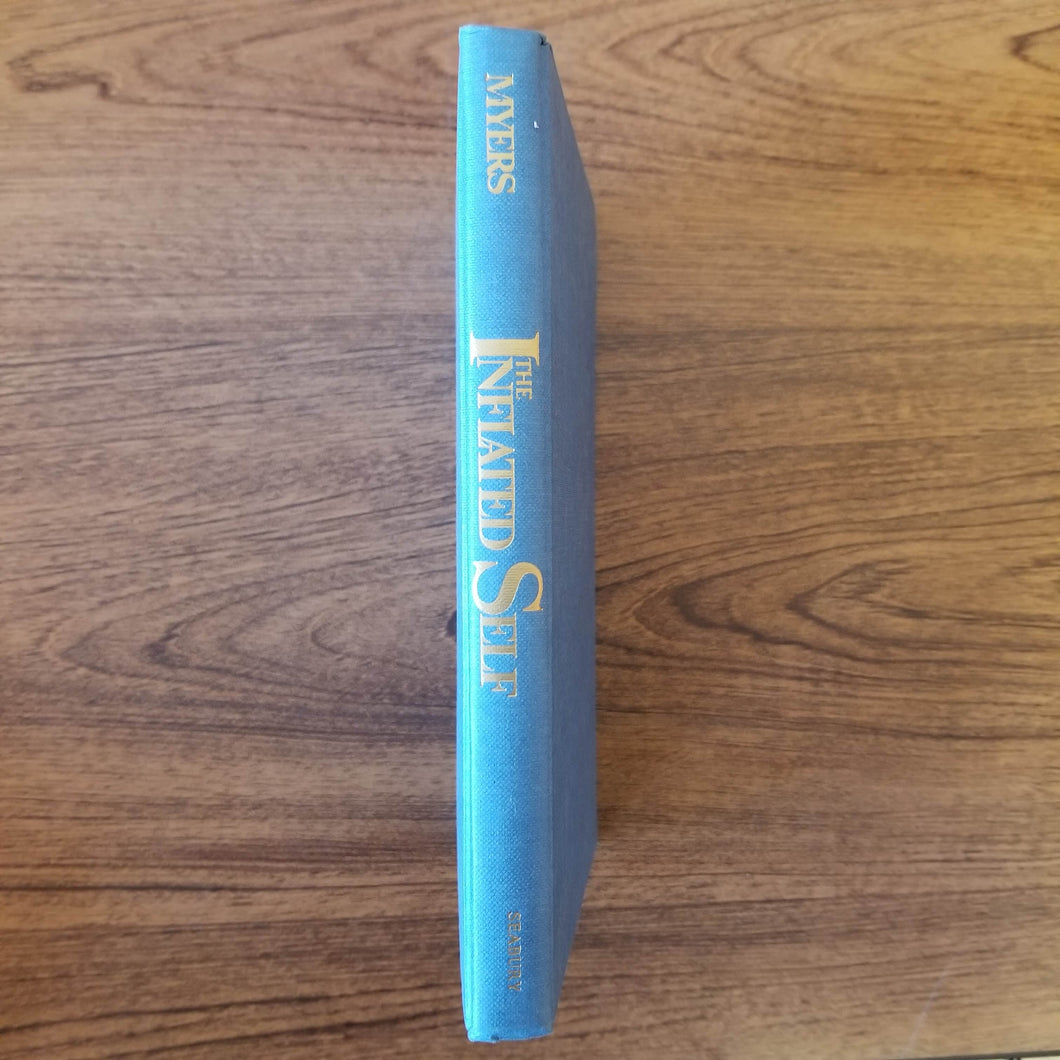 MYERS
THE
INFLATED SELF
SEABURY